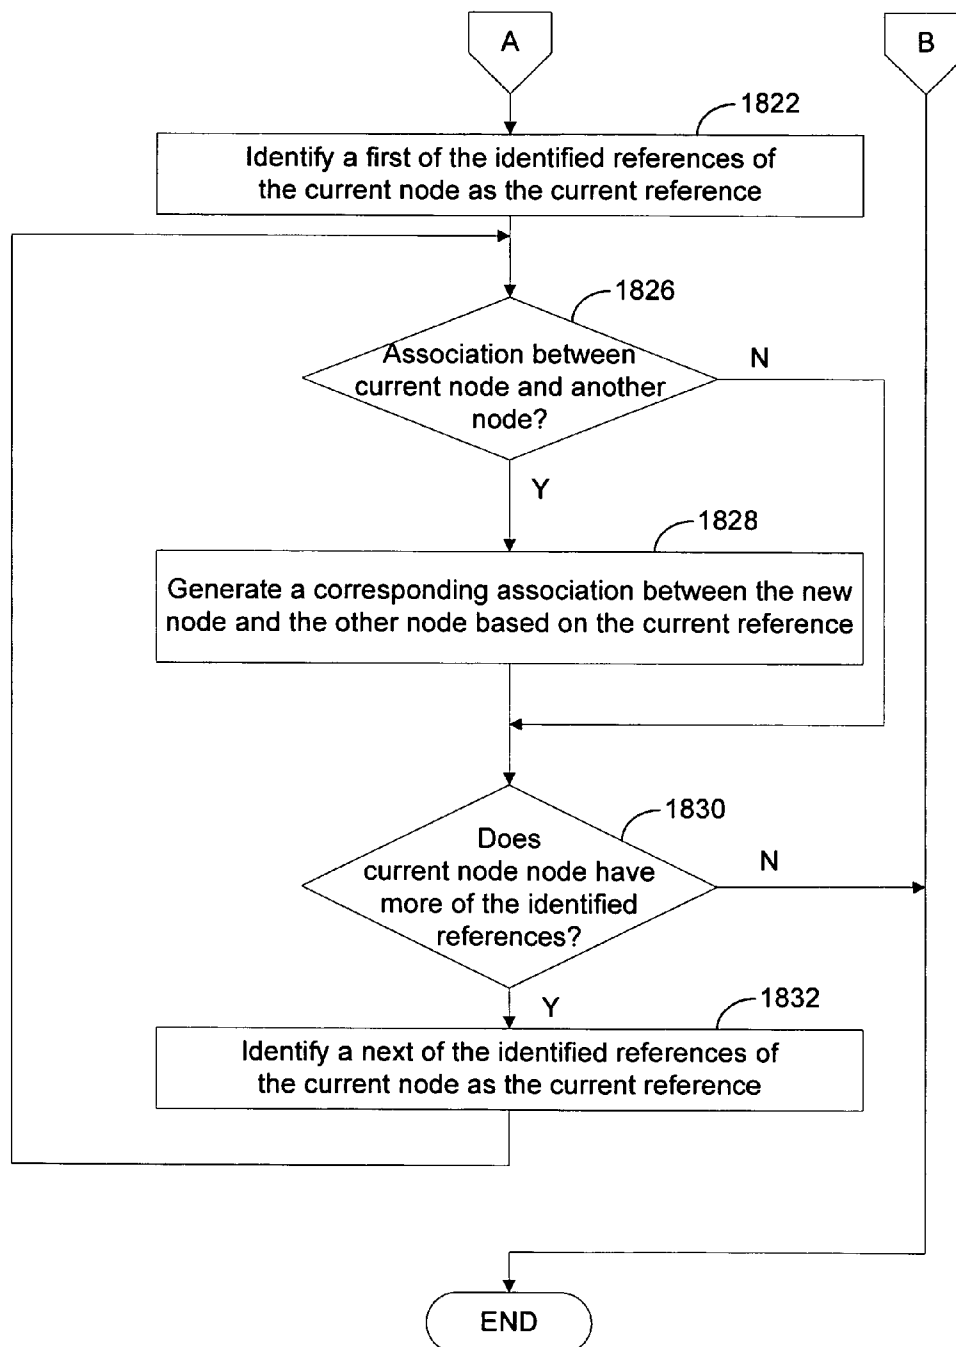 A
B
1822
Identify a first of the identified references of
the current node as the current reference
1826
Association between
current node and another
node?
N
Y
1828
Generate a corresponding association between the new
node and the other node based on the current reference
1830
Does
current node node have
more of the identified
references?
N
Y
1832
Identify a next of the identified references of
the current node as the current reference
END